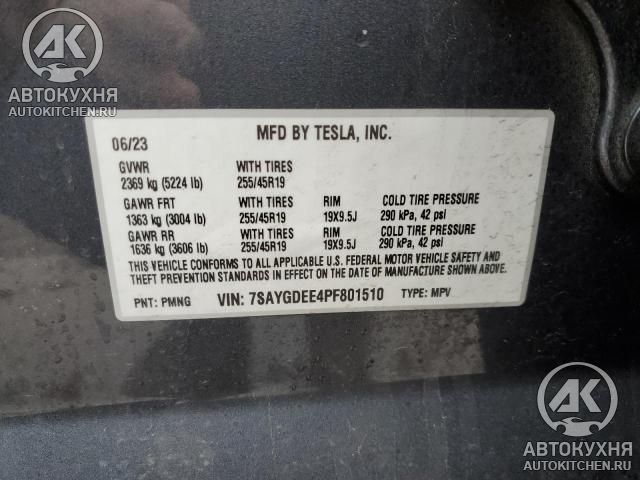 AK
АВТОКУХНЯ
AUTOKITCHEN.RU
MFD BY TESLA, INC.
06/23
GVWR WITH TIRES
2369 kg (5224 lb) 255/45R19
GAWR FRT WITH TIRES RIM COLD TIRE PRESSURE
1363 kg (3004 lb) 255/45R19 19X9.5J 290 kPa, 42 psi
GAWR RR WITH TIRES RIM COLD TIRE PRESSURE
1636 kg (3606 lb) 255/45R19 19X9.5J 290 kPa, 42 psi
THIS VEHICLE CONFORMS TO ALL APPLICABLE U.S. FEDERAL MOTOR VEHICLE SAFETY AND
THEFT PREVENTION STANDARDS IN EFFECT ON THE DATE OF MANUFACTURE SHOWN ABOVE.
PNT: PMNG VIN: 7SAYGDEE4PF801510 TYPE: MPV
AK
АВТОКУХНЯ
AUTOKITCHEN.RU